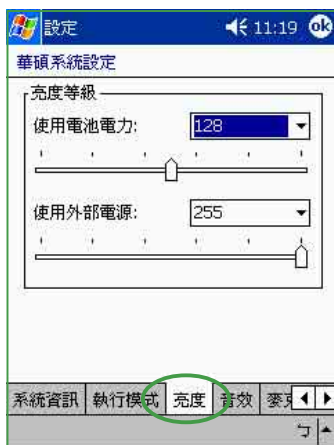 設定 11:19 ok
華碩系統設定
亮度等級
使用電池電力: 128
使用外部電源: 255
系統資訊 執行模式 亮度 音效 麥克
ㄅ